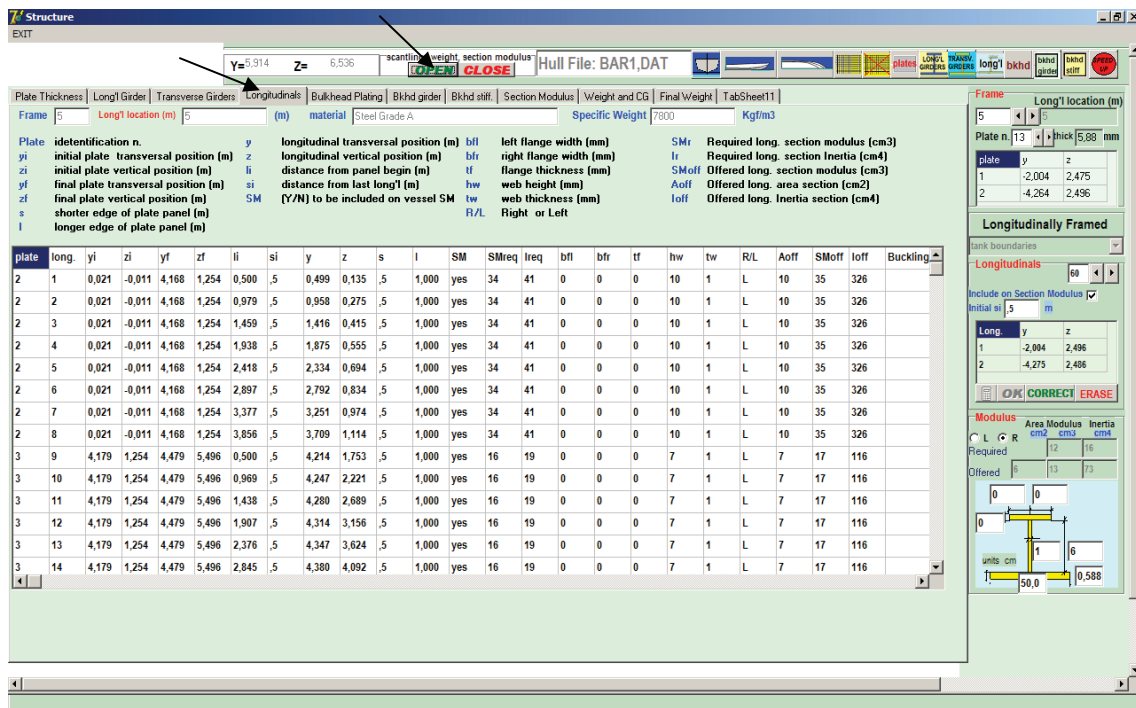 Structure
EXIT
Y= 5,914 Z= 6,536 scantling, weight, section modulus OPEN CLOSE Hull File: BAR1,DAT plates LONG'L GIRDERS TRANSV. GIRDERS long'l bkhd bkhd girder bkhd stiff SPEED UP
Plate Thickness Long'l Girder Transverse Girders Longitudinals Bulkhead Plating Bkhd girder Bkhd stiff. Section Modulus Weight and CG Final Weight TabSheet11
Frame 5 Long'l location (m) 5 (m) material Steel Grade A Specific Weight 7800 Kgf/m3
Plate idetentification n. y longitudinal transversal position (m) bfl left flange width (mm) SMr Required long. section modulus (cm3)
yi initial plate transversal position (m) z longitudinal vertical position (m) bfr right flange width (mm) Ir Required long. section Inertia (cm4)
zi initial plate vertical position (m) li distance from panel begin (m) tf flange thickness (mm) SMoff Offered long. section modulus (cm3)
yf final plate transversal position (m) si distance from last long'l (m) hw web height (mm) Aoff Offered long. area section (cm2)
zf final plate vertical position (m) SM (Y/N) to be included on vessel SM tw web thickness (mm) Ioff Offered long. Inertia section (cm4)
s shorter edge of plate panel (m) R/L Right or Left
l longer edge of plate panel (m)
plate long. yi zi yf zf li si y z s l SM SMreq Ireq bfl bfr tf hw tw R/L Aoff SMoff Ioff Buckling
2 1 0,021 -0,011 4,168 1,254 0,500 ,5 0,499 0,135 ,5 1,000 yes 34 41 0 0 0 10 1 L 10 35 326
2 2 0,021 -0,011 4,168 1,254 0,979 ,5 0,958 0,275 ,5 1,000 yes 34 41 0 0 0 10 1 L 10 35 326
2 3 0,021 -0,011 4,168 1,254 1,459 ,5 1,416 0,415 ,5 1,000 yes 34 41 0 0 0 10 1 L 10 35 326
2 4 0,021 -0,011 4,168 1,254 1,938 ,5 1,875 0,555 ,5 1,000 yes 34 41 0 0 0 10 1 L 10 35 326
2 5 0,021 -0,011 4,168 1,254 2,418 ,5 2,334 0,694 ,5 1,000 yes 34 41 0 0 0 10 1 L 10 35 326
2 6 0,021 -0,011 4,168 1,254 2,897 ,5 2,792 0,834 ,5 1,000 yes 34 41 0 0 0 10 1 L 10 35 326
2 7 0,021 -0,011 4,168 1,254 3,377 ,5 3,251 0,974 ,5 1,000 yes 34 41 0 0 0 10 1 L 10 35 326
2 8 0,021 -0,011 4,168 1,254 3,856 ,5 3,709 1,114 ,5 1,000 yes 34 41 0 0 0 10 1 L 10 35 326
3 9 4,179 1,254 4,479 5,496 0,500 ,5 4,214 1,753 ,5 1,000 yes 16 19 0 0 0 7 1 L 7 17 116
3 10 4,179 1,254 4,479 5,496 0,969 ,5 4,247 2,221 ,5 1,000 yes 16 19 0 0 0 7 1 L 7 17 116
3 11 4,179 1,254 4,479 5,496 1,438 ,5 4,280 2,689 ,5 1,000 yes 16 19 0 0 0 7 1 L 7 17 116
3 12 4,179 1,254 4,479 5,496 1,907 ,5 4,314 3,156 ,5 1,000 yes 16 19 0 0 0 7 1 L 7 17 116
3 13 4,179 1,254 4,479 5,496 2,376 ,5 4,347 3,624 ,5 1,000 yes 16 19 0 0 0 7 1 L 7 17 116
3 14 4,179 1,254 4,479 5,496 2,845 ,5 4,380 4,092 ,5 1,000 yes 16 19 0 0 0 7 1 L 7 17 116
Frame Long'l location (m)
5 5
Plate n. 13 thick 5,88 mm
plate y z
1 -2,004 2,475
2 -4,264 2,496
Longitudinally Framed
tank boundaries
Longitudinals 60
Include on Section Modulus
Initial si ,5 m
Long. y z
1 -2,004 2,496
2 -4,275 2,486
OK CORRECT ERASE
Modulus Area Modulus Inertia
L R cm2 cm3 cm4
Required 12 16
Offered 6 13 73
0 0
0
1 6
units cm
50,0 0,588